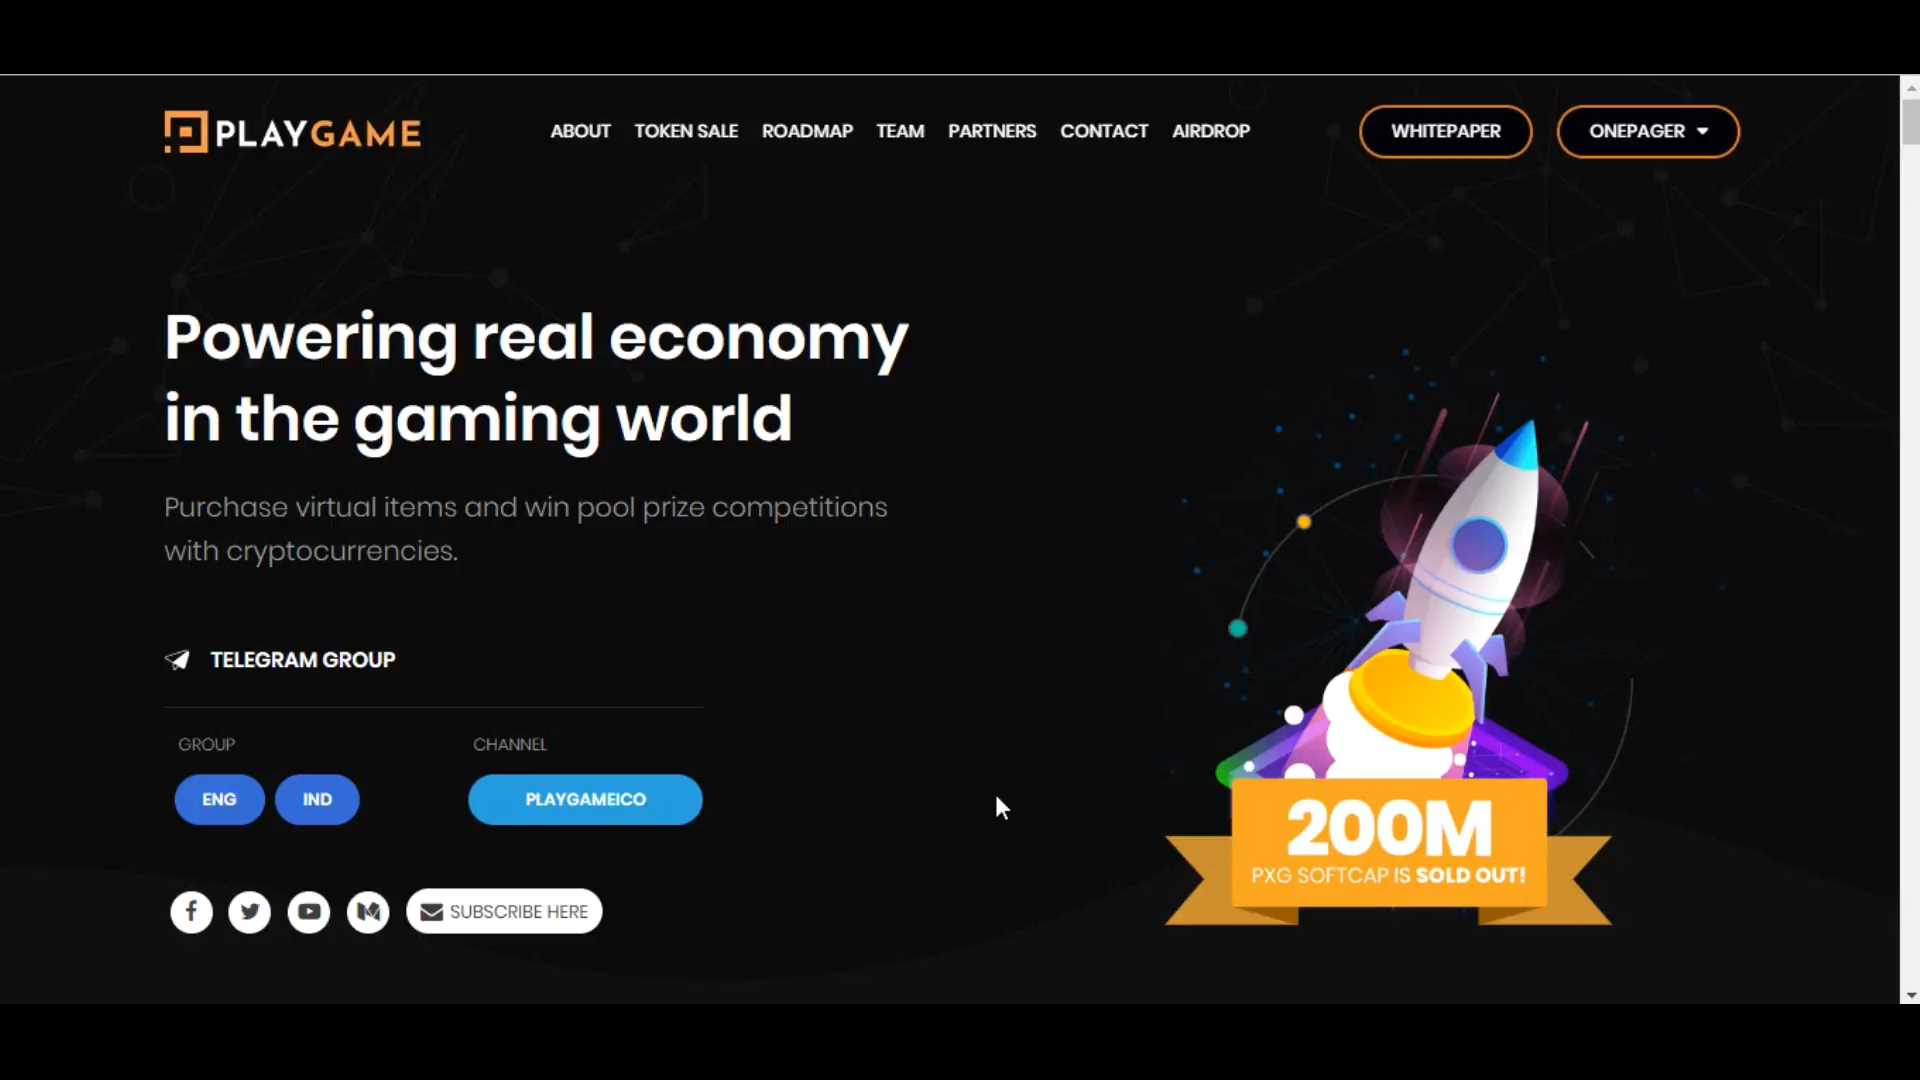 PLAYGAME
ABOUT
TOKEN SALE
ROADMAP
TEAM
PARTNERS
CONTACT
AIRDROP
WHITEPAPER
ONEPAGER
Powering real economy
in the gaming world
Purchase virtual items and win pool prize competitions
with cryptocurrencies.
TELEGRAM GROUP
GROUP
CHANNEL
ENG
IND
PLAYGAMEICO
SUBSCRIBE HERE
200M
PXG SOFTCAP IS SOLD OUT!